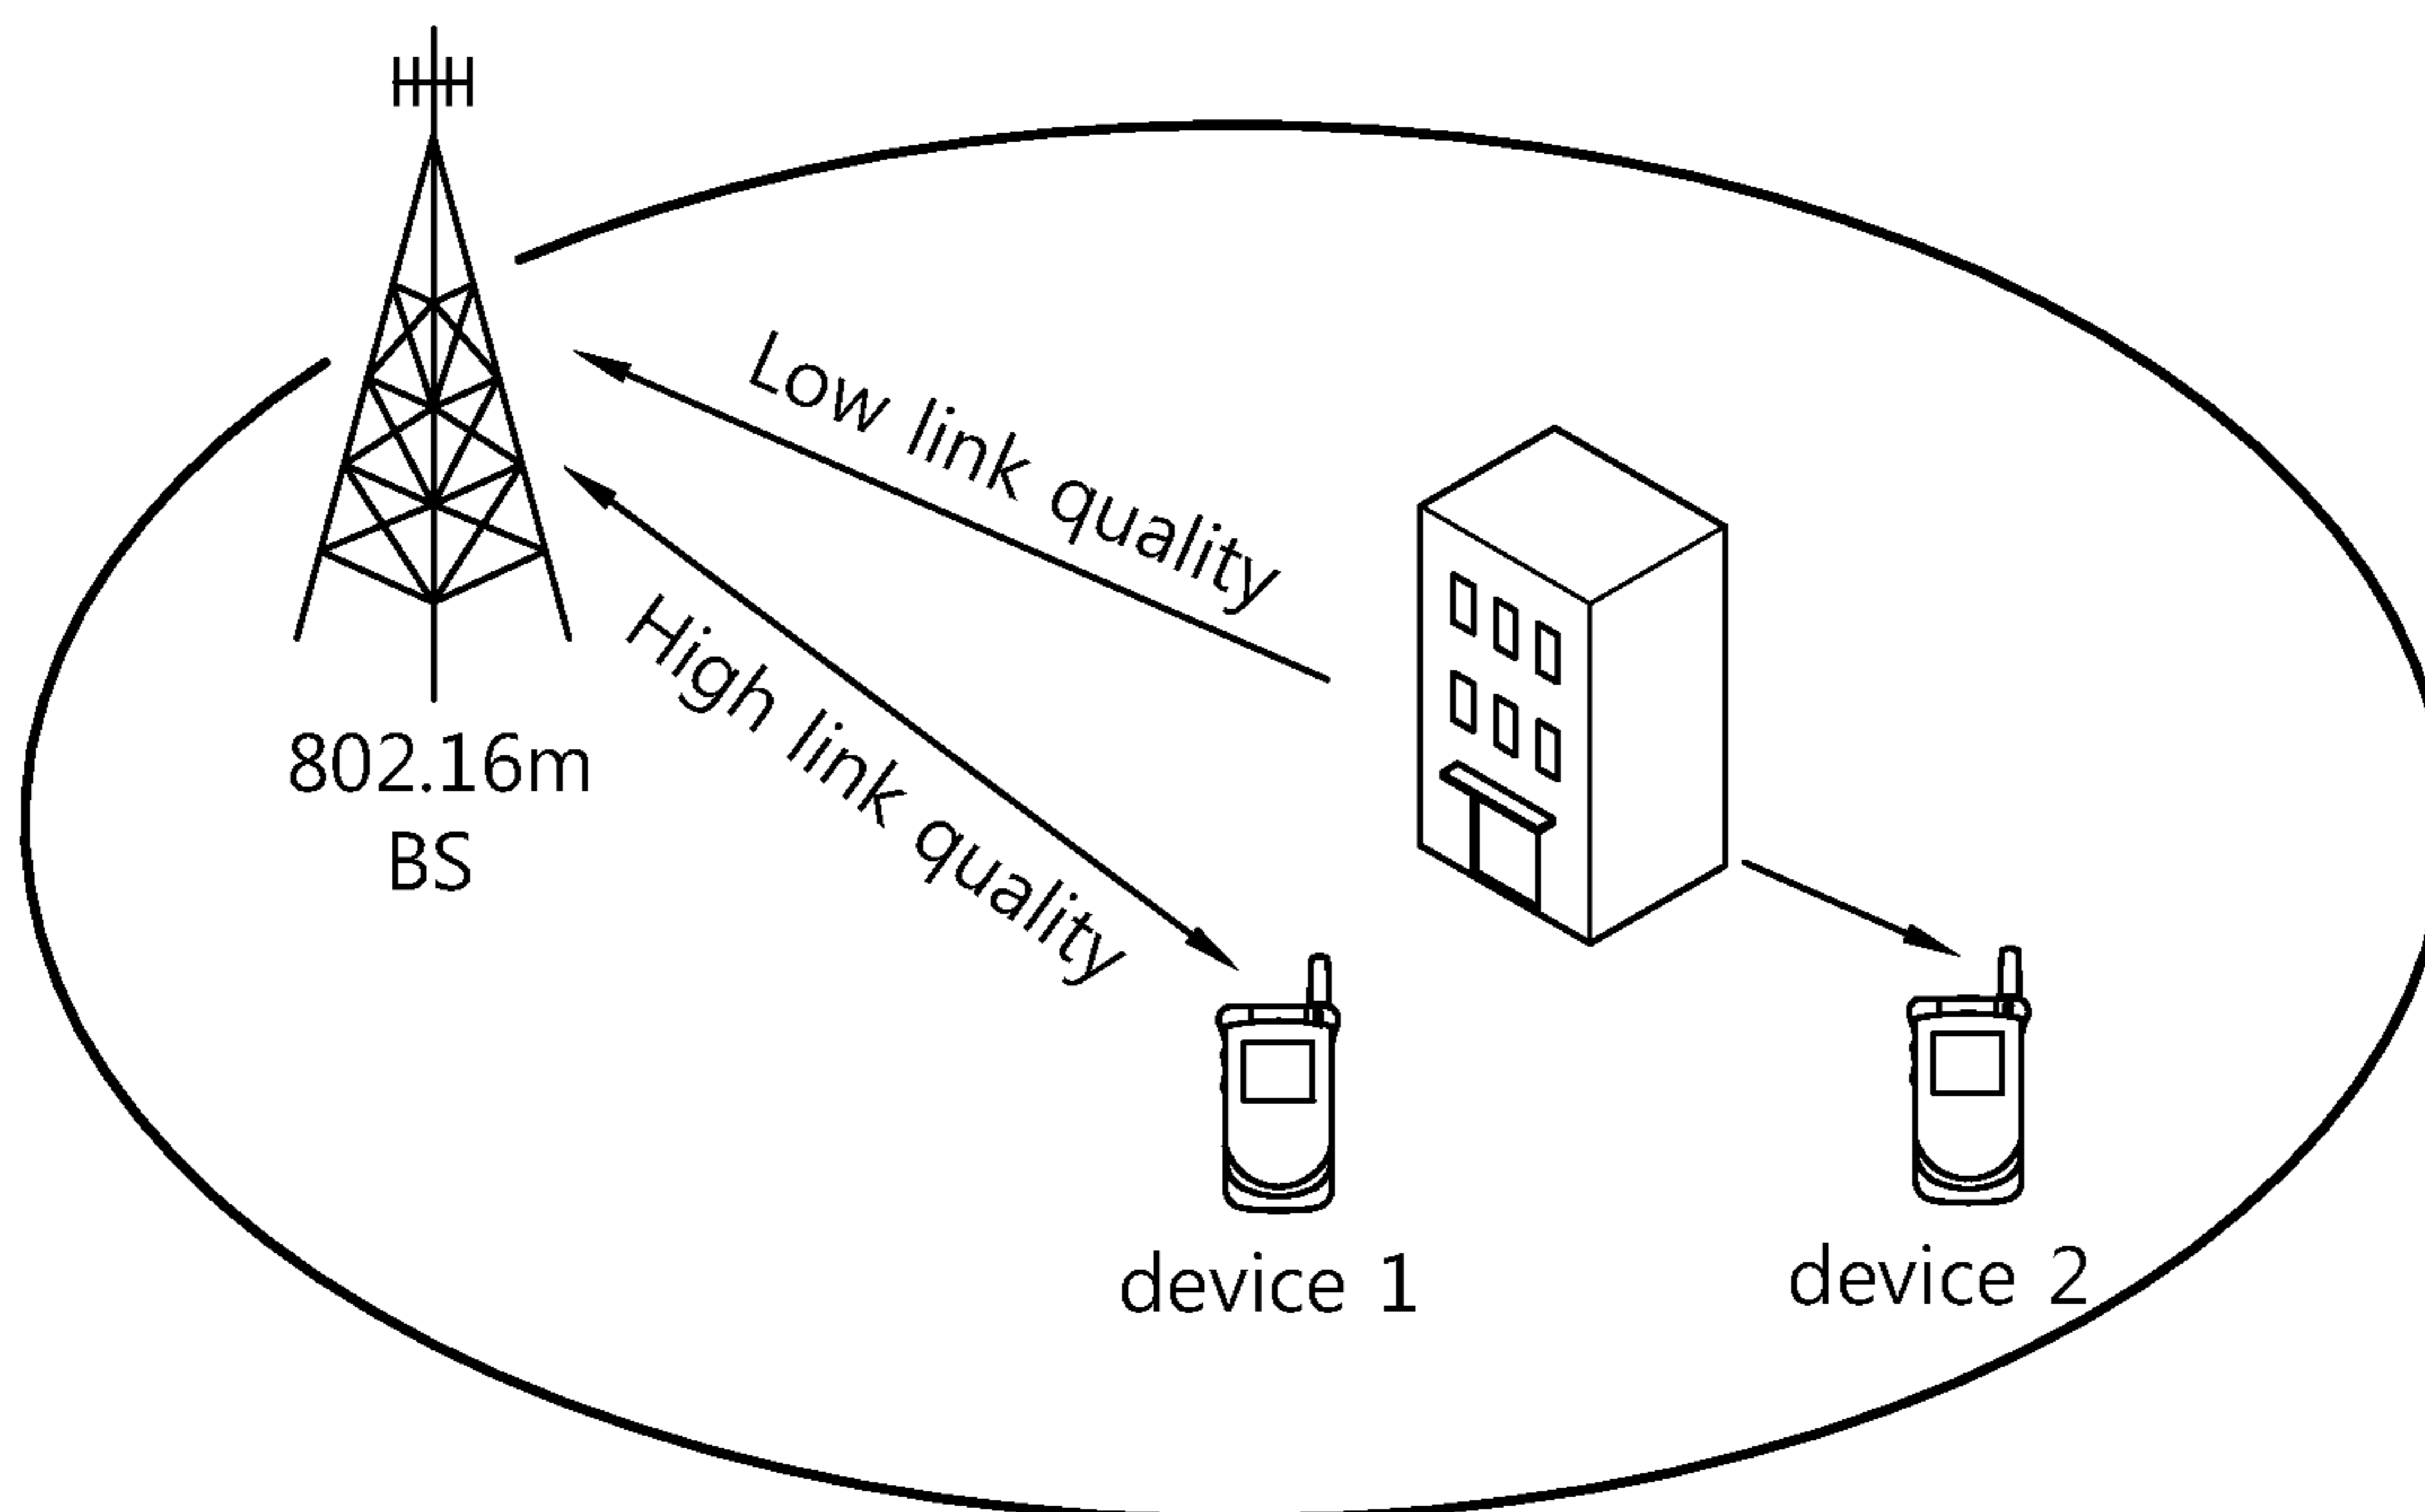 Low link quality
High link quality
802.16m
BS
device 1
device 2